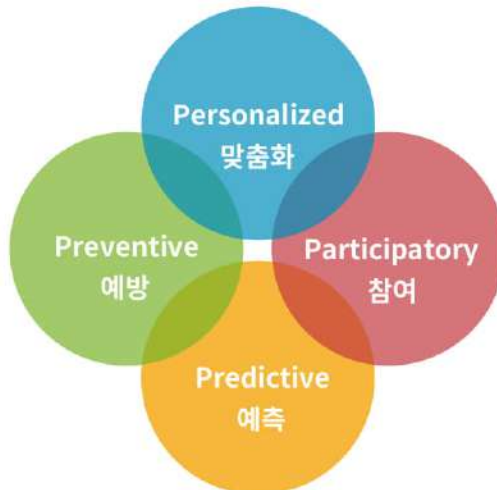 Personalized
맞춤화
Preventive
예방
Participatory
참여
Predictive
예측